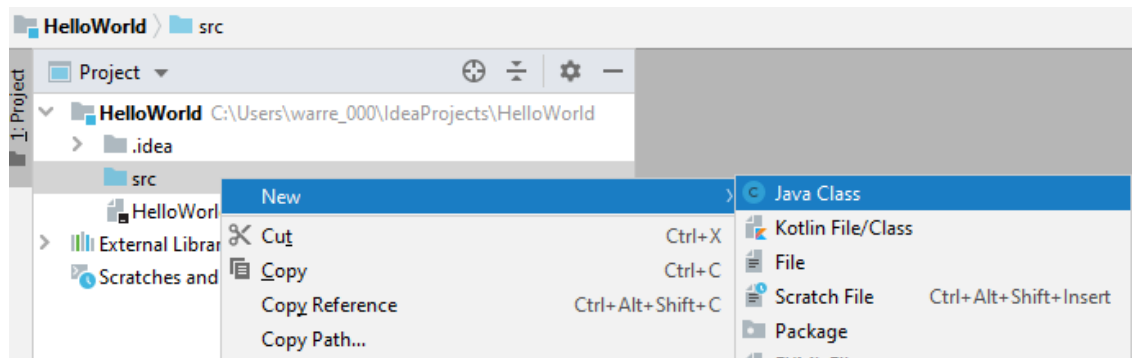 HelloWorld src
1: Project
Project
HelloWorld C:\Users\warre_000\IdeaProjects\HelloWorld
.idea
src
HelloWorl
External Librar
Scratches and
New
Cut Ctrl+X
Copy Ctrl+C
Copy Reference Ctrl+Alt+Shift+C
Copy Path...
Java Class
Kotlin File/Class
File
Scratch File Ctrl+Alt+Shift+Insert
Package